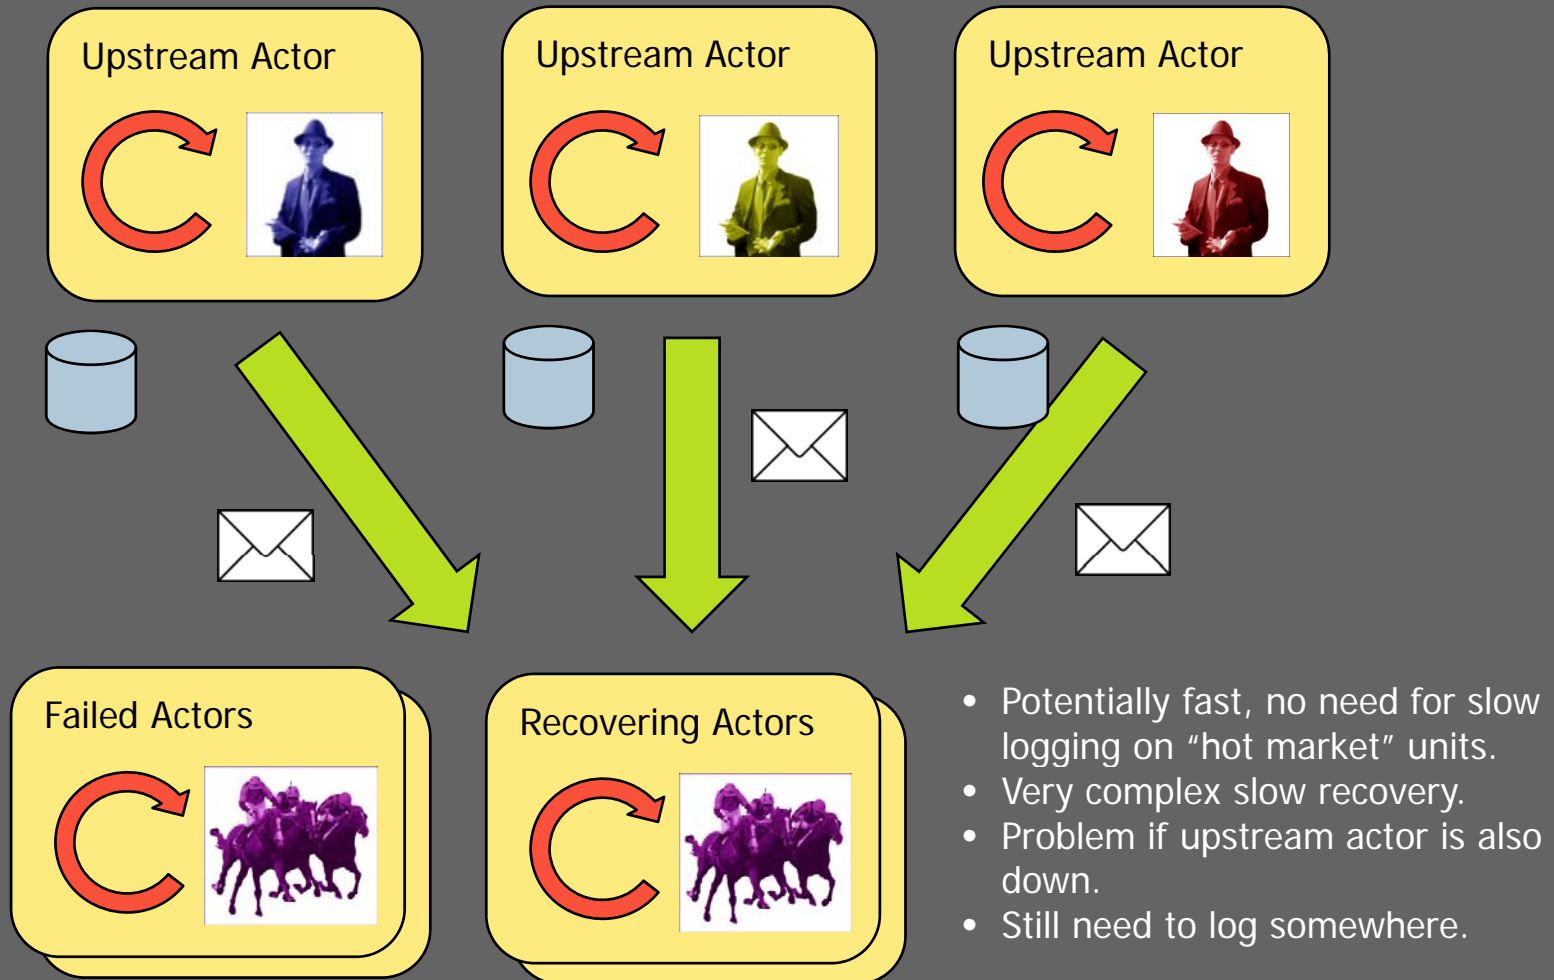 Upstream Actor
Upstream Actor
Upstream Actor
Failed Actors
Recovering Actors
• Potentially fast, no need for slow
logging on “hot market” units.
• Very complex slow recovery.
• Problem if upstream actor is also
down.
• Still need to log somewhere.